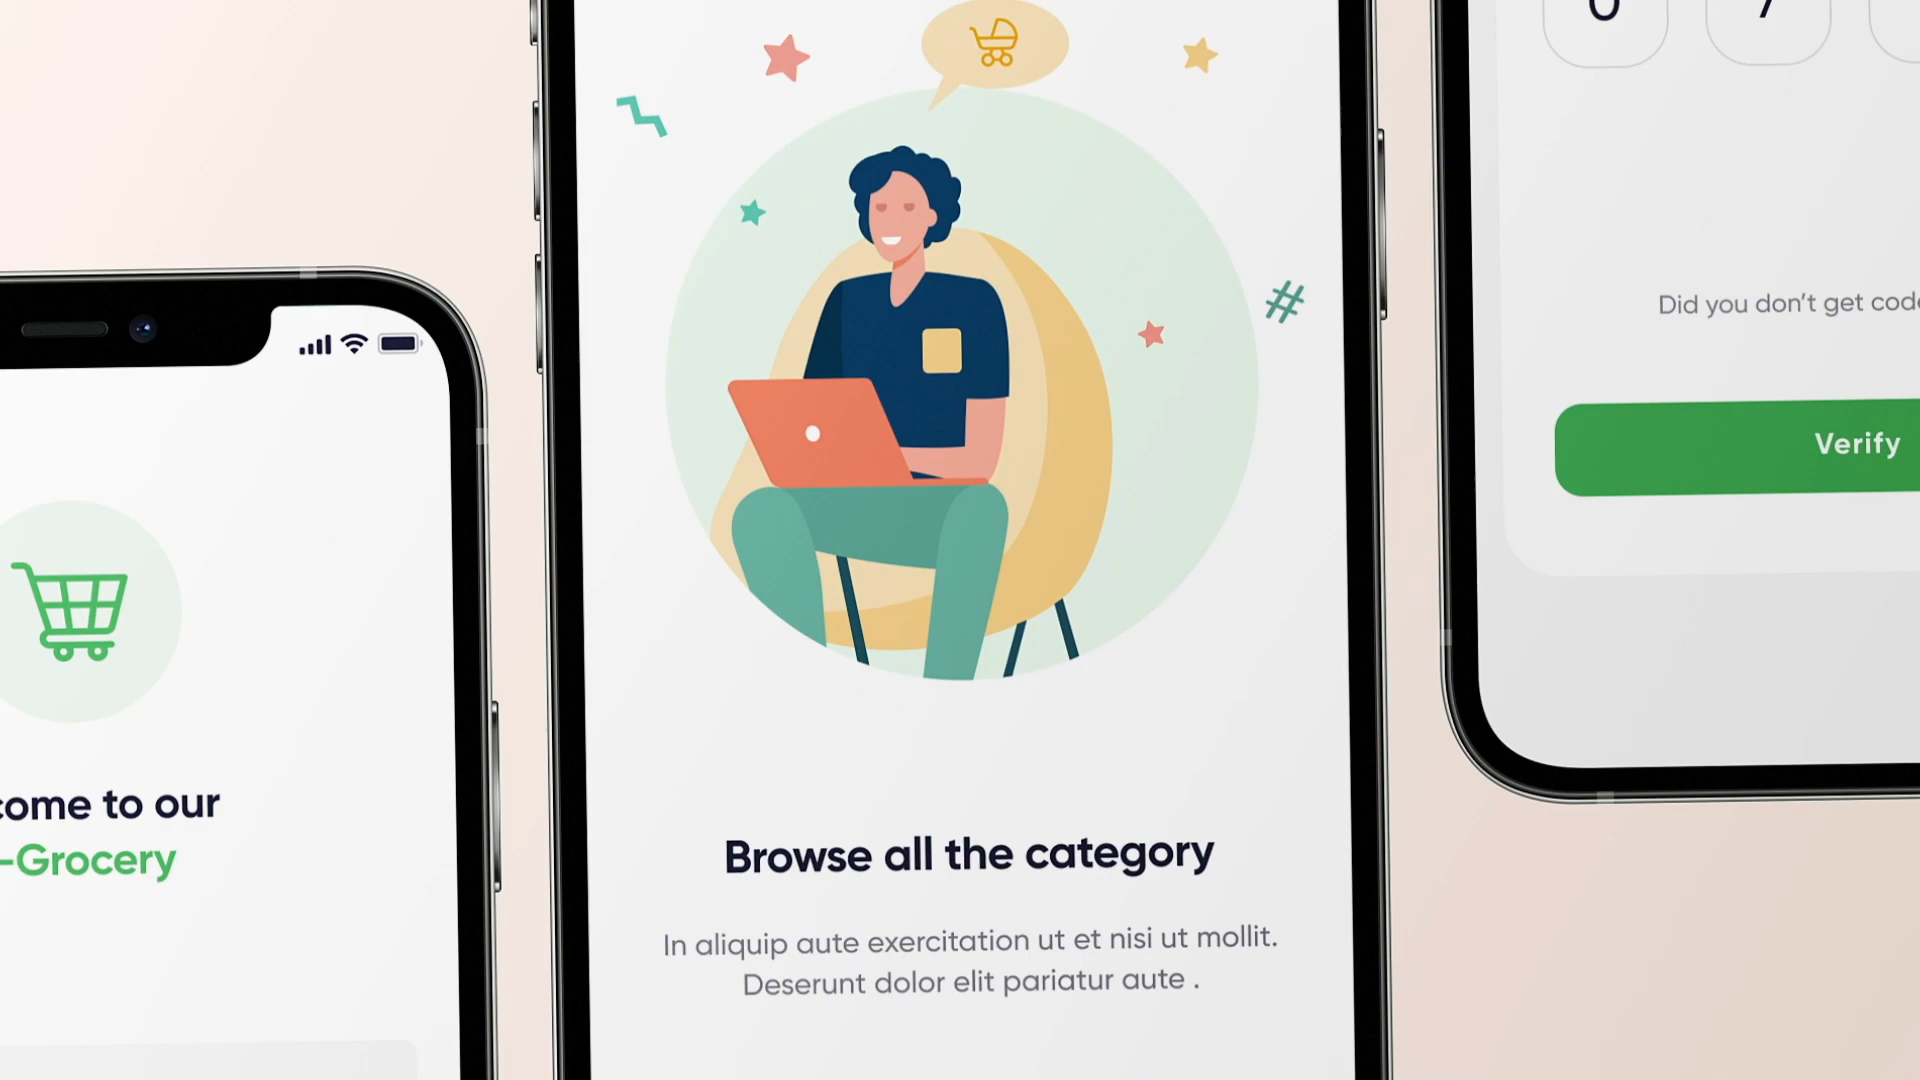 come to our
-Grocery
#
Browse all the category
In aliquip aute exercitation ut et nisi ut mollit.
Deserunt dolor elit pariatur aute .
Did you don’t get code
Verify